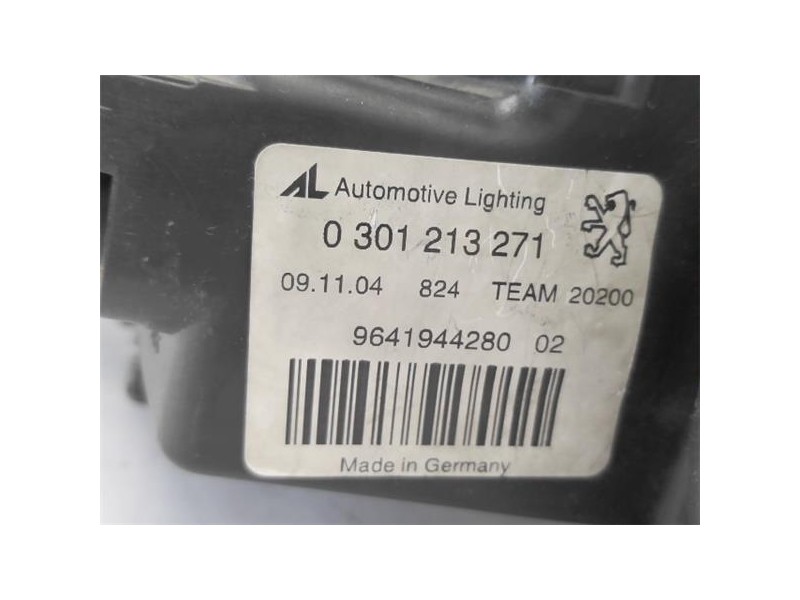 AL Automotive Lighting
0 301 213 271
09.11.04 824 TEAM 20200
9641944280 02
Made in Germany